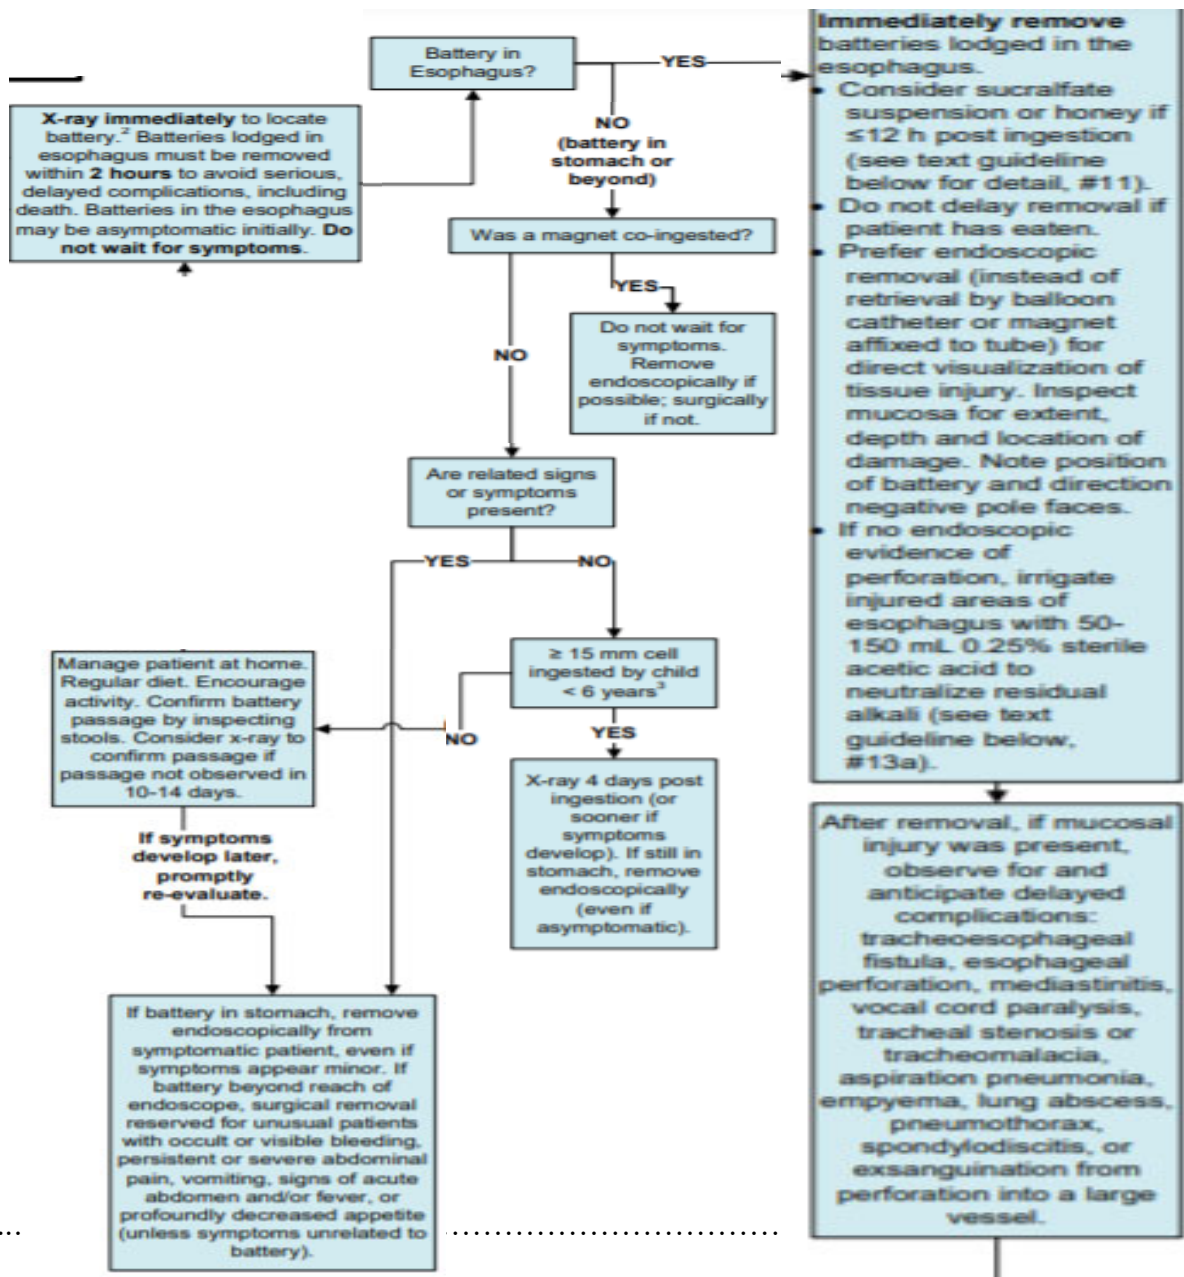 Battery in
Esophagus?
YES
NO
(battery in
stomach or
beyond)
X-ray immediately to locate
battery.² Batteries lodged in
esophagus must be removed
within 2 hours to avoid serious,
delayed complications, including
death. Batteries in the esophagus
may be asymptomatic initially. Do
not wait for symptoms.
Was a magnet co-ingested?
YES
NO
Do not wait for
symptoms.
Remove
endoscopically if
possible; surgically
if not.
Are related signs
or symptoms
present?
YES
NO
≥ 15 mm cell
ingested by child
< 6 years³
NO
YES
Manage patient at home.
Regular diet. Encourage
activity. Confirm battery
passage by inspecting
stools. Consider x-ray to
confirm passage if
passage not observed in
10-14 days.
If symptoms
develop later,
promptly
re-evaluate.
X-ray 4 days post
ingestion (or
sooner if
symptoms
develop). If still in
stomach, remove
endoscopically
(even if
asymptomatic).
If battery in stomach, remove
endoscopically from
symptomatic patient, even if
symptoms appear minor. If
battery beyond reach of
endoscope, surgical removal
reserved for unusual patients
with occult or visible bleeding,
persistent or severe abdominal
pain, vomiting, signs of acute
abdomen and/or fever, or
profoundly decreased appetite
(unless symptoms unrelated to
battery).
Immediately remove
batteries lodged in the
esophagus.
• Consider sucralfate
suspension or honey if
≤12 h post ingestion
(see text guideline
below for detail, #11).
• Do not delay removal if
patient has eaten.
• Prefer endoscopic
removal (instead of
retrieval by balloon
catheter or magnet
affixed to tube) for
direct visualization of
tissue injury. Inspect
mucosa for extent,
depth and location of
damage. Note position
of battery and direction
negative pole faces.
• If no endoscopic
evidence of
perforation, irrigate
injured areas of
esophagus with 50-
150 mL 0.25% sterile
acetic acid to
neutralize residual
alkali (see text
guideline below,
#13a).
After removal, if mucosal
injury was present,
observe for and
anticipate delayed
complications:
tracheoesophageal
fistula, esophageal
perforation, mediastinitis,
vocal cord paralysis,
tracheal stenosis or
tracheomalacia,
aspiration pneumonia,
empyema, lung abscess,
pneumothorax,
spondylodiscitis, or
exsanguination from
perforation into a large
vessel.